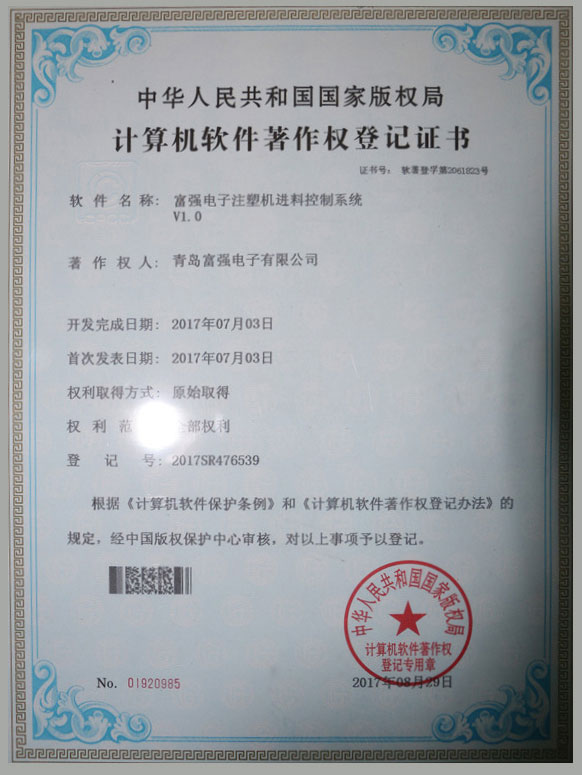 中华人民共和国国家版权局
计算机软件著作权登记证书
证书号： 软著登字第2061823号
软件名称： 富强电子注塑机进料控制系统
V1.0
著作权人： 青岛富强电子有限公司
开发完成日期： 2017年07月03日
首次发表日期： 2017年07月03日
权利取得方式： 原始取得
权利范 部权利
登记号： 2017SR476539
根据《计算机软件保护条例》和《计算机软件著作权登记办法》的
规定，经中国版权保护中心审核，对以上事项予以登记。
中华人民共和国国家版权局
计算机软件著作权
登记专用章
No. 01920985
2017年08月29日